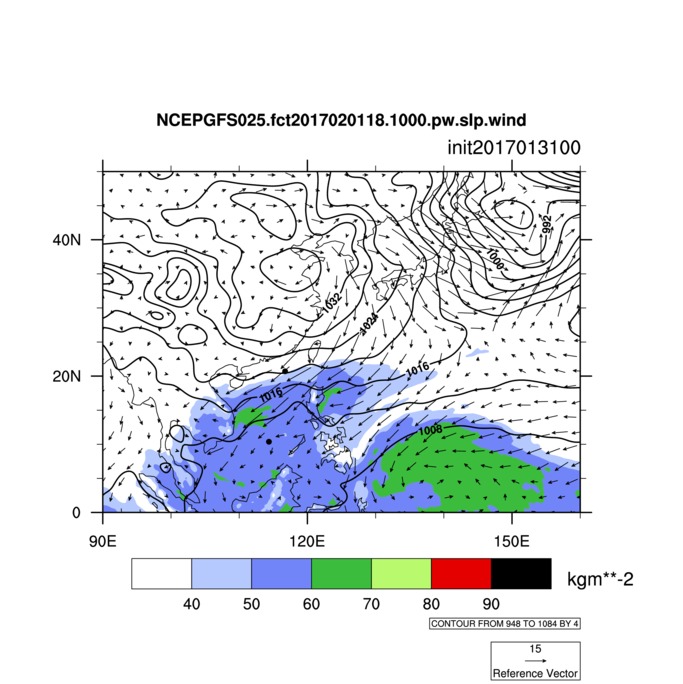 NCEPGFS025.fct2017020118.1000.pw.slp.wind
init2017013100
992
40N
1000
1032
1024
20N
1016
1016
1008
0
90E 120E 150E
kgm**-2
40 50 60 70 80 90
CONTOUR FROM 948 TO 1084 BY 4
15
Reference Vector